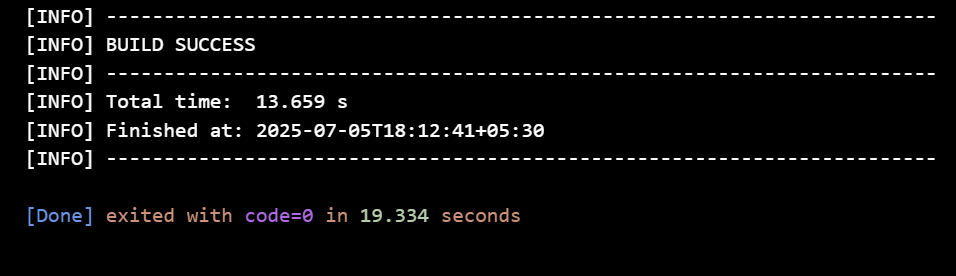 [INFO] ------------------------------------------------------------------------
[INFO] BUILD SUCCESS
[INFO] ------------------------------------------------------------------------
[INFO] Total time:  13.659 s
[INFO] Finished at: 2025-07-05T18:12:41+05:30
[INFO] ------------------------------------------------------------------------
[Done] exited with code=0 in 19.334 seconds